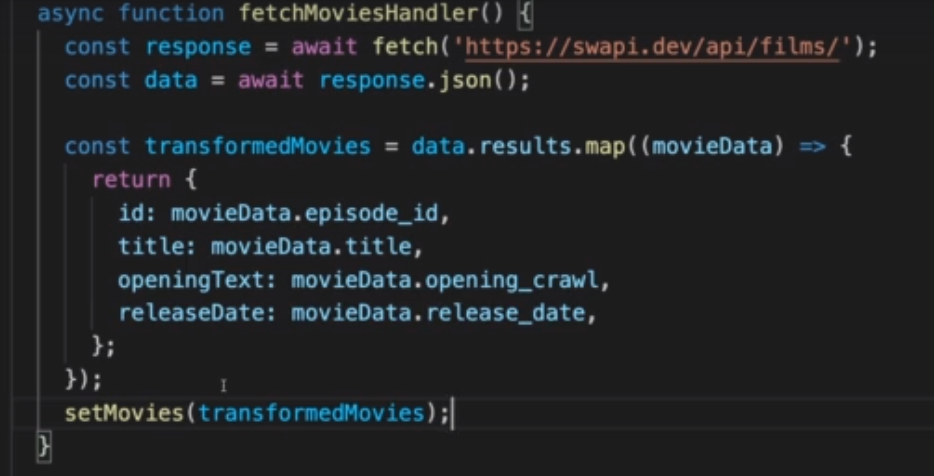 async function fetchMoviesHandler() {
const response = await fetch('https://swapi.dev/api/films/');
const data = await response.json();
const transformedMovies = data.results.map((movieData) => {
return {
id: movieData.episode_id,
title: movieData.title,
openingText: movieData.opening_crawl,
releaseDate: movieData.release_date,
};
});
setMovies(transformedMovies);
}